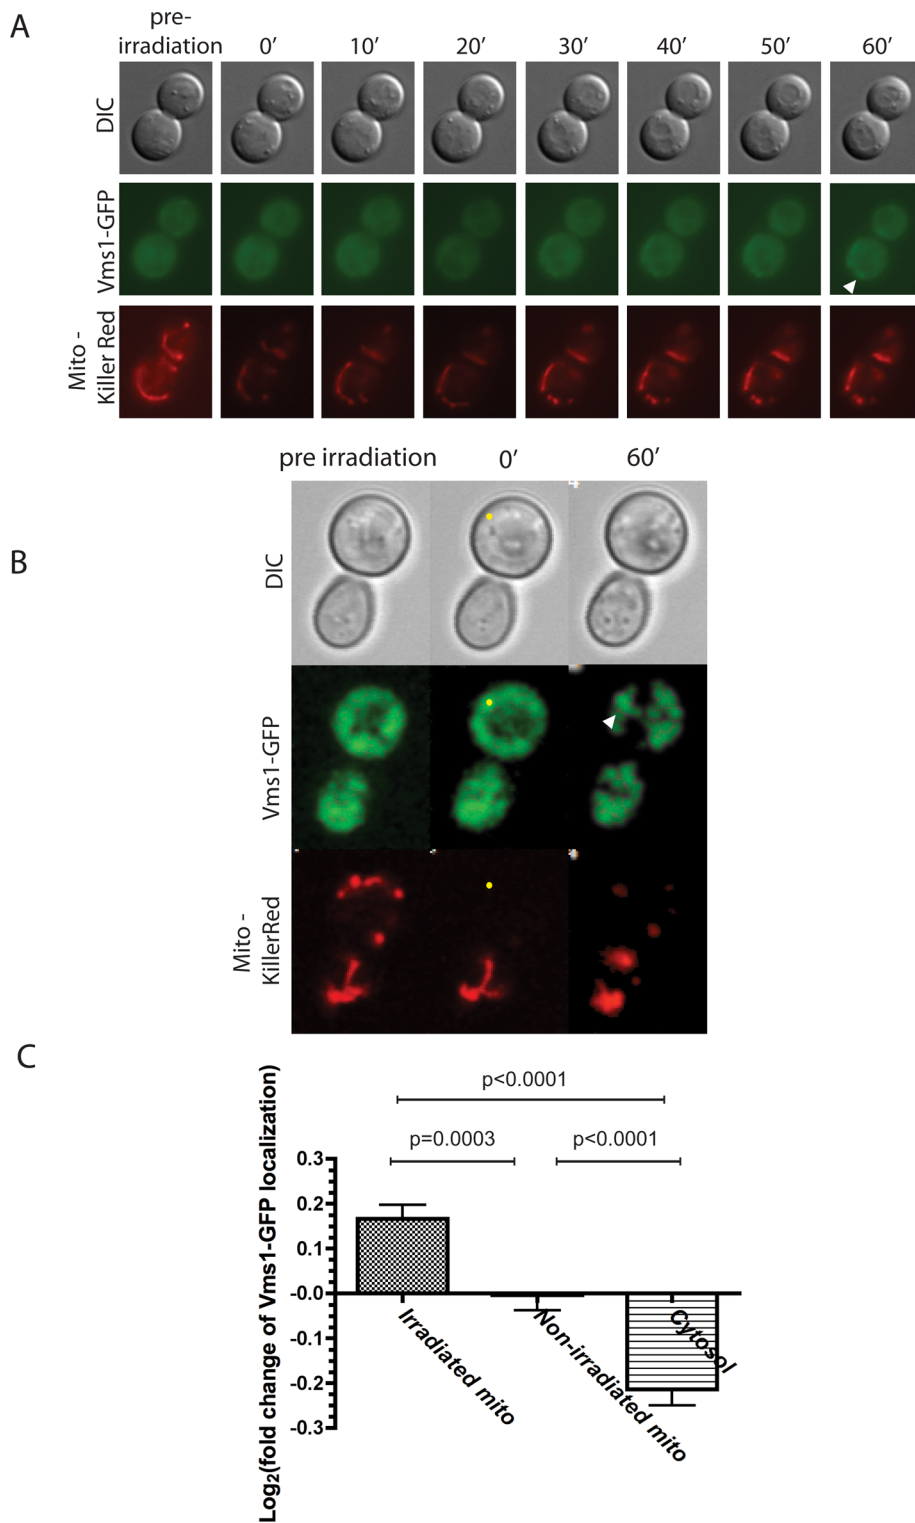 A
pre-
irradiation 0’ 10’ 20’ 30’ 40’ 50’ 60’
DIC
Vms1-GFP
Mito -
Killer Red
B
pre irradiation 0’ 60’
DIC
Vms1-GFP
Mito -
KillerRed
C
p<0.0001
p=0.0003 p<0.0001
Log2(fold change of Vms1-GFP localization)
0.3
0.2
0.1
-0.0
-0.1
-0.2
-0.3
Irradiated mito
Non-irradiated mito
Cytosol